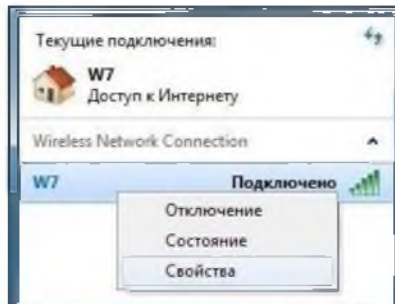 Текущие подключения:
W7
Доступ к Интернету
Wireless Network Connection
W7 Подключено
Отключение
Состояние
Свойства